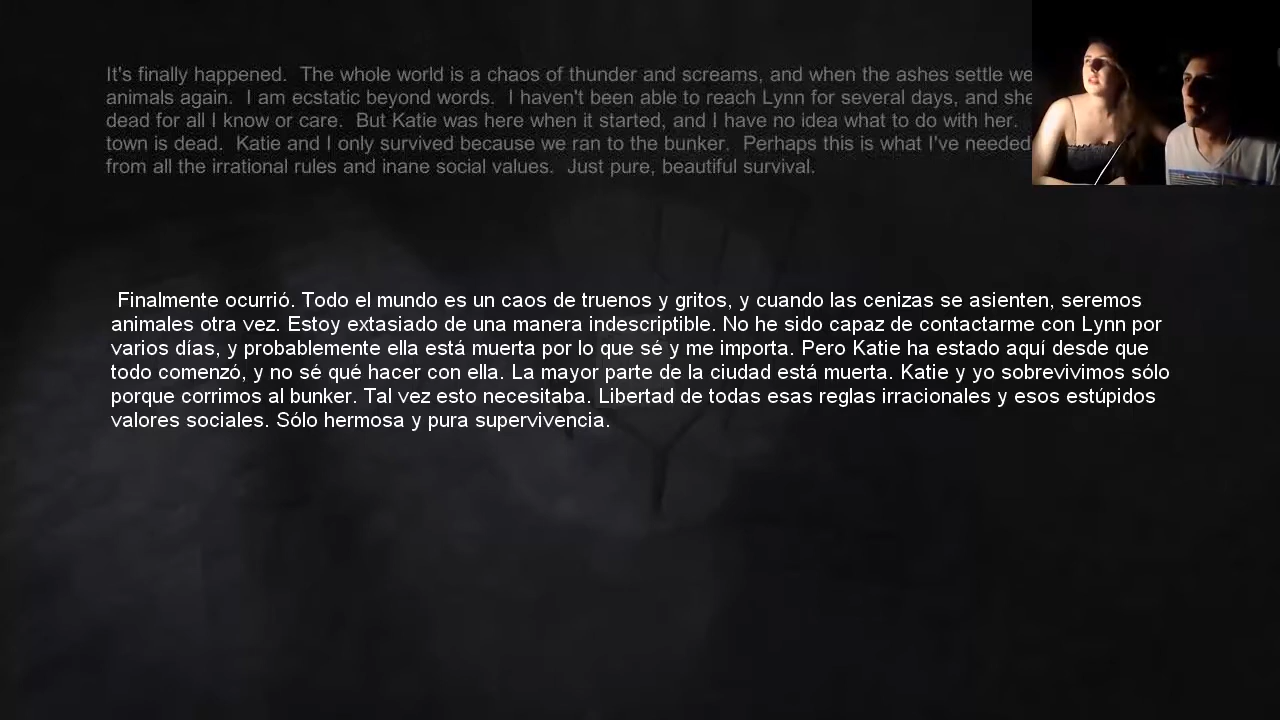 It's finally happened.  The whole world is a chaos of thunder and screams, and when the ashes settle we
animals again.  I am ecstatic beyond words.  I haven't been able to reach Lynn for several days, and she
dead for all I know or care.  But Katie was here when it started, and I have no idea what to do with her.
town is dead.  Katie and I only survived because we ran to the bunker.  Perhaps this is what I've needed
from all the irrational rules and inane social values.  Just pure, beautiful survival.
Finalmente ocurrió. Todo el mundo es un caos de truenos y gritos, y cuando las cenizas se asienten, seremos
animales otra vez. Estoy extasiado de una manera indescriptible. No he sido capaz de contactarme con Lynn por
varios días, y probablemente ella está muerta por lo que sé y me importa. Pero Katie ha estado aquí desde que
todo comenzó, y no sé qué hacer con ella. La mayor parte de la ciudad está muerta. Katie y yo sobrevivimos sólo
porque corrimos al bunker. Tal vez esto necesitaba. Libertad de todas esas reglas irracionales y esos estúpidos
valores sociales. Sólo hermosa y pura supervivencia.